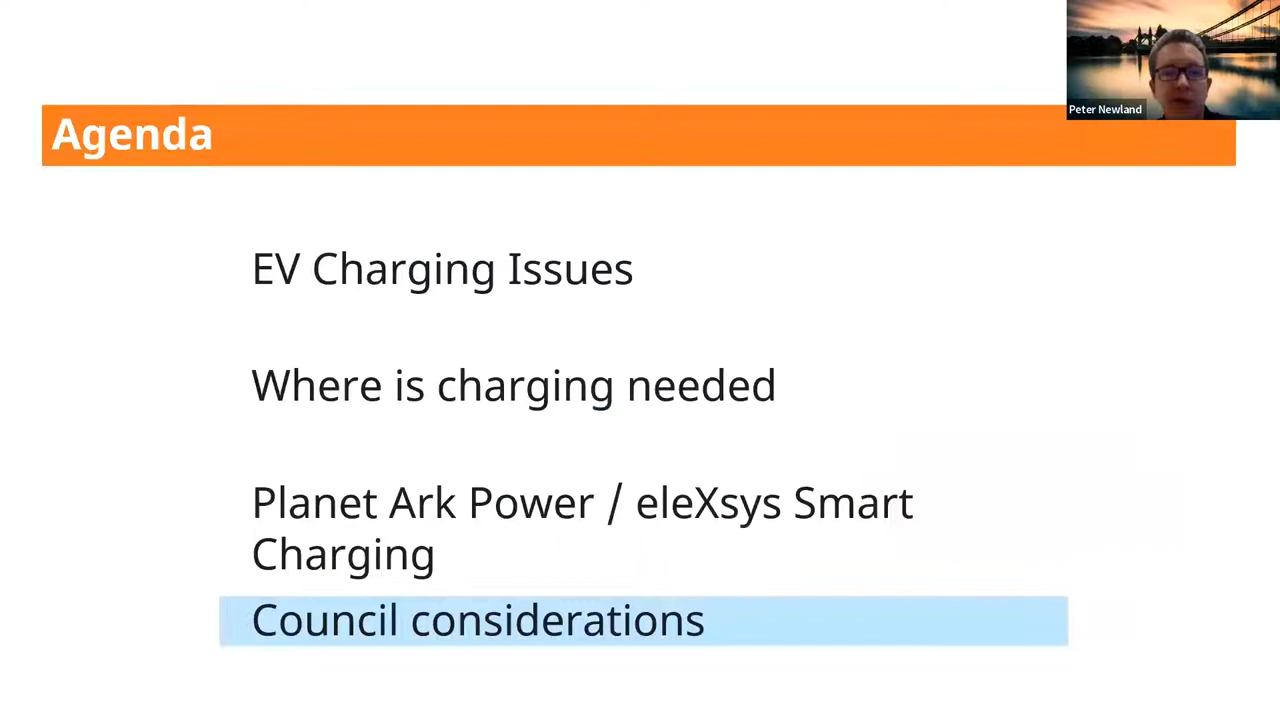 Peter Newland
Agenda
EV Charging Issues
Where is charging needed
Planet Ark Power / eleXsys Smart
Charging
Council considerations